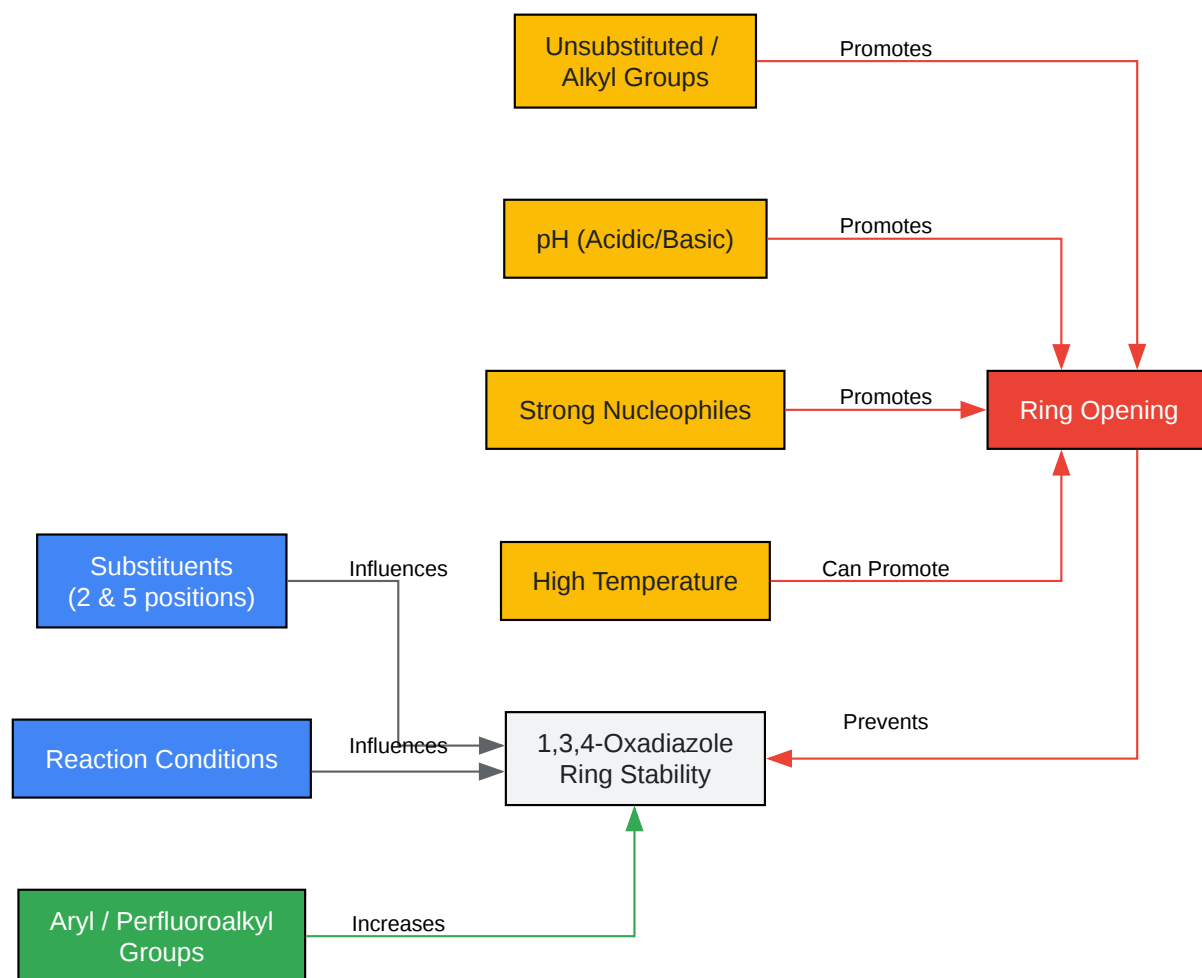 Unsubstituted /
Alkyl Groups
Promotes
pH (Acidic/Basic)
Promotes
Strong Nucleophiles
Promotes
Ring Opening
Substituents
(2 & 5 positions)
Influences
High Temperature
Can Promote
Reaction Conditions
Influences
1,3,4-Oxadiazole
Ring Stability
Prevents
Aryl / Perfluoroalkyl
Groups
Increases